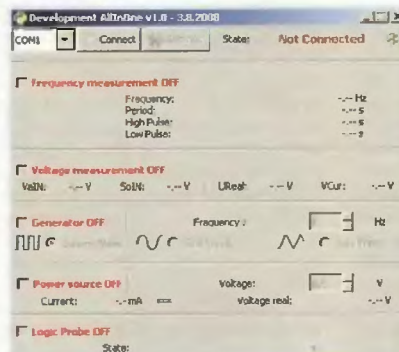 Development AllInOne v1.0 - 3.8.2008
COM1 Connect State: Not Connected
Frequency measurement OFF
Frequency: -.-- Hz
Period: -.-- s
High Pulse: -.-- s
Low Pulse: -.-- s
Voltage measurement OFF
VaIN: -.-- V SoIN: -.-- V UReal: -.-- V VCur: -.-- V
Generator OFF Frequency : Hz
Power source OFF Voltage: V
Current: -.- mA Voltage real: -.-- V
Logic Probe OFF
State: